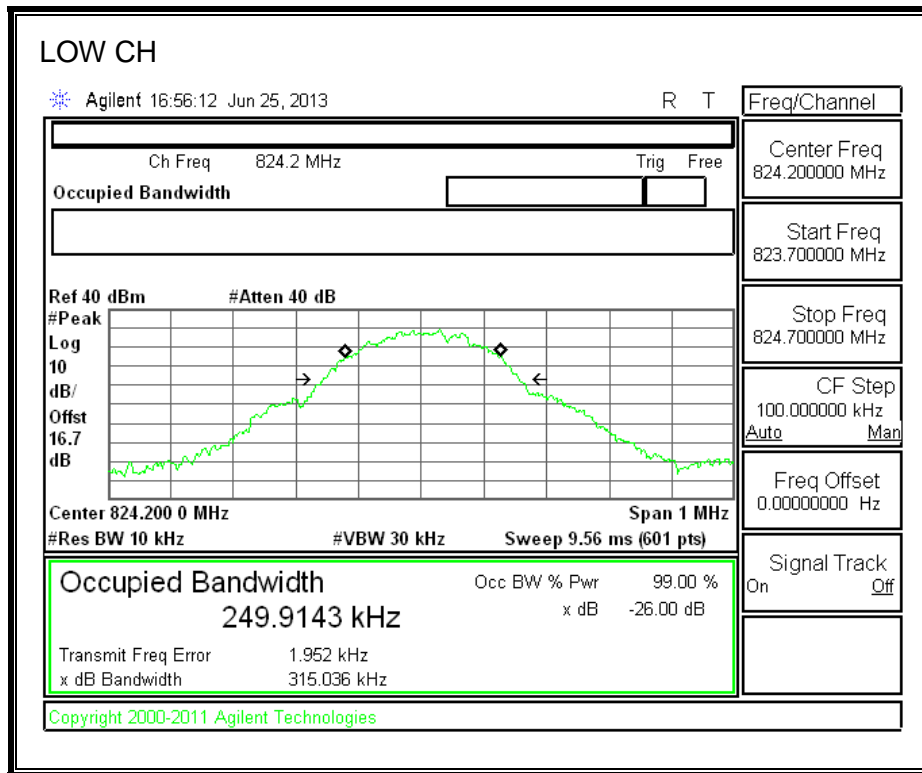 LOW CH
Agilent 16:56:12 Jun 25, 2013 R T Freq/Channel
Ch Freq 824.2 MHz Trig Free
Occupied Bandwidth
Center Freq
824.200000 MHz
Start Freq
823.700000 MHz
Stop Freq
824.700000 MHz
CF Step
100.000000 kHz
Auto Man
Freq Offset
0.00000000 Hz
Signal Track
On Off
Ref 40 dBm #Atten 40 dB
#Peak
Log
10
dB/
Offst
16.7
dB
Center 824.200 0 MHz Span 1 MHz
#Res BW 10 kHz #VBW 30 kHz Sweep 9.56 ms (601 pts)
Occupied Bandwidth Occ BW % Pwr 99.00 %
249.9143 kHz x dB -26.00 dB
Transmit Freq Error 1.952 kHz
x dB Bandwidth 315.036 kHz
Copyright 2000-2011 Agilent Technologies